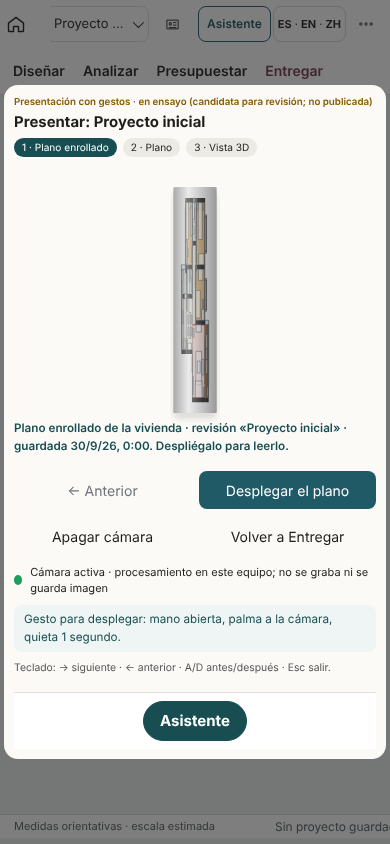 Proyecto ...
Asistente
ES · EN · ZH
Diseñar Analizar Presupuestar Entregar
Presentación con gestos · en ensayo (candidata para revisión; no publicada)
Presentar: Proyecto inicial
1 · Plano enrollado 2 · Plano 3 · Vista 3D
Plano enrollado de la vivienda · revisión «Proyecto inicial» ·
guardada 30/9/26, 0:00. Despliégalo para leerlo.
← Anterior Desplegar el plano
Apagar cámara Volver a Entregar
Cámara activa · procesamiento en este equipo; no se graba ni se
guarda imagen
Gesto para desplegar: mano abierta, palma a la cámara,
quieta 1 segundo.
Teclado: → siguiente · ← anterior · A/D antes/después · Esc salir.
Asistente
Medidas orientativas · escala estimada Sin proyecto guarda